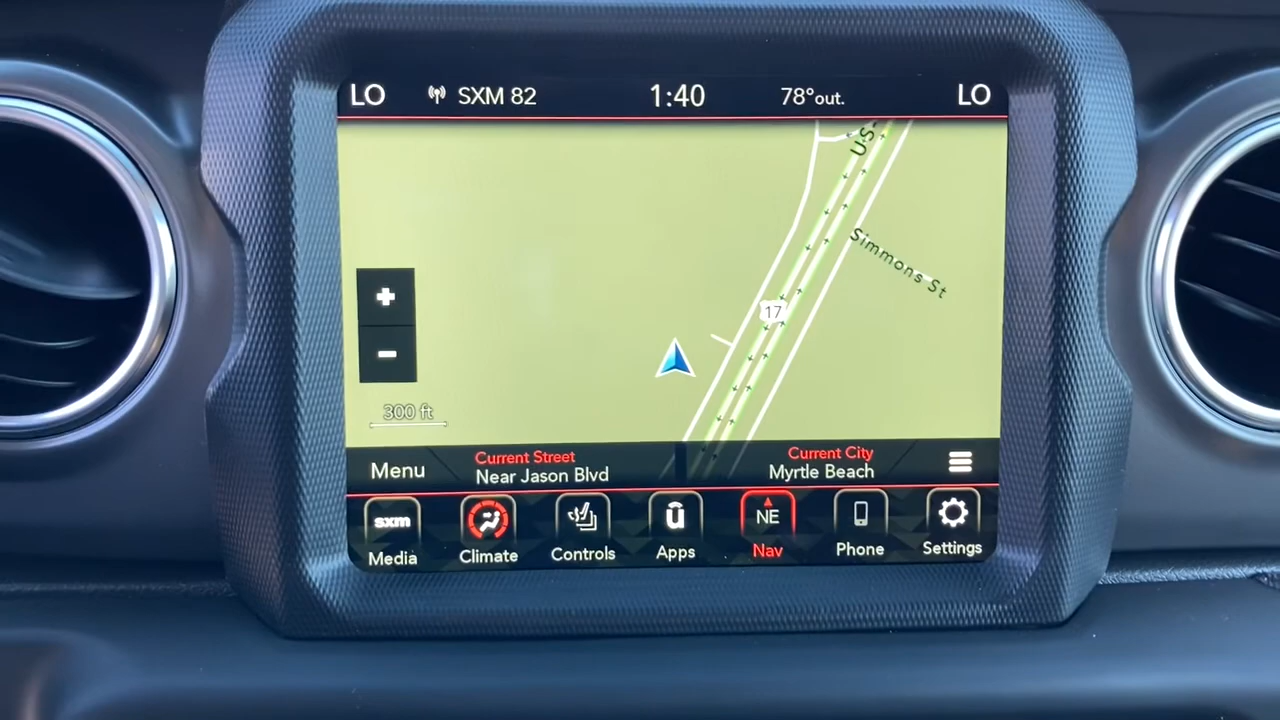 LO SXM 82 1:40 78° out. LO
U.S.
Simmons St
17
+
-
300 ft
Menu
Current Street
Near Jason Blvd
Current City
Myrtle Beach
sxm
Media
Climate
Controls
ū
Apps
NE
Nav
Phone
Settings